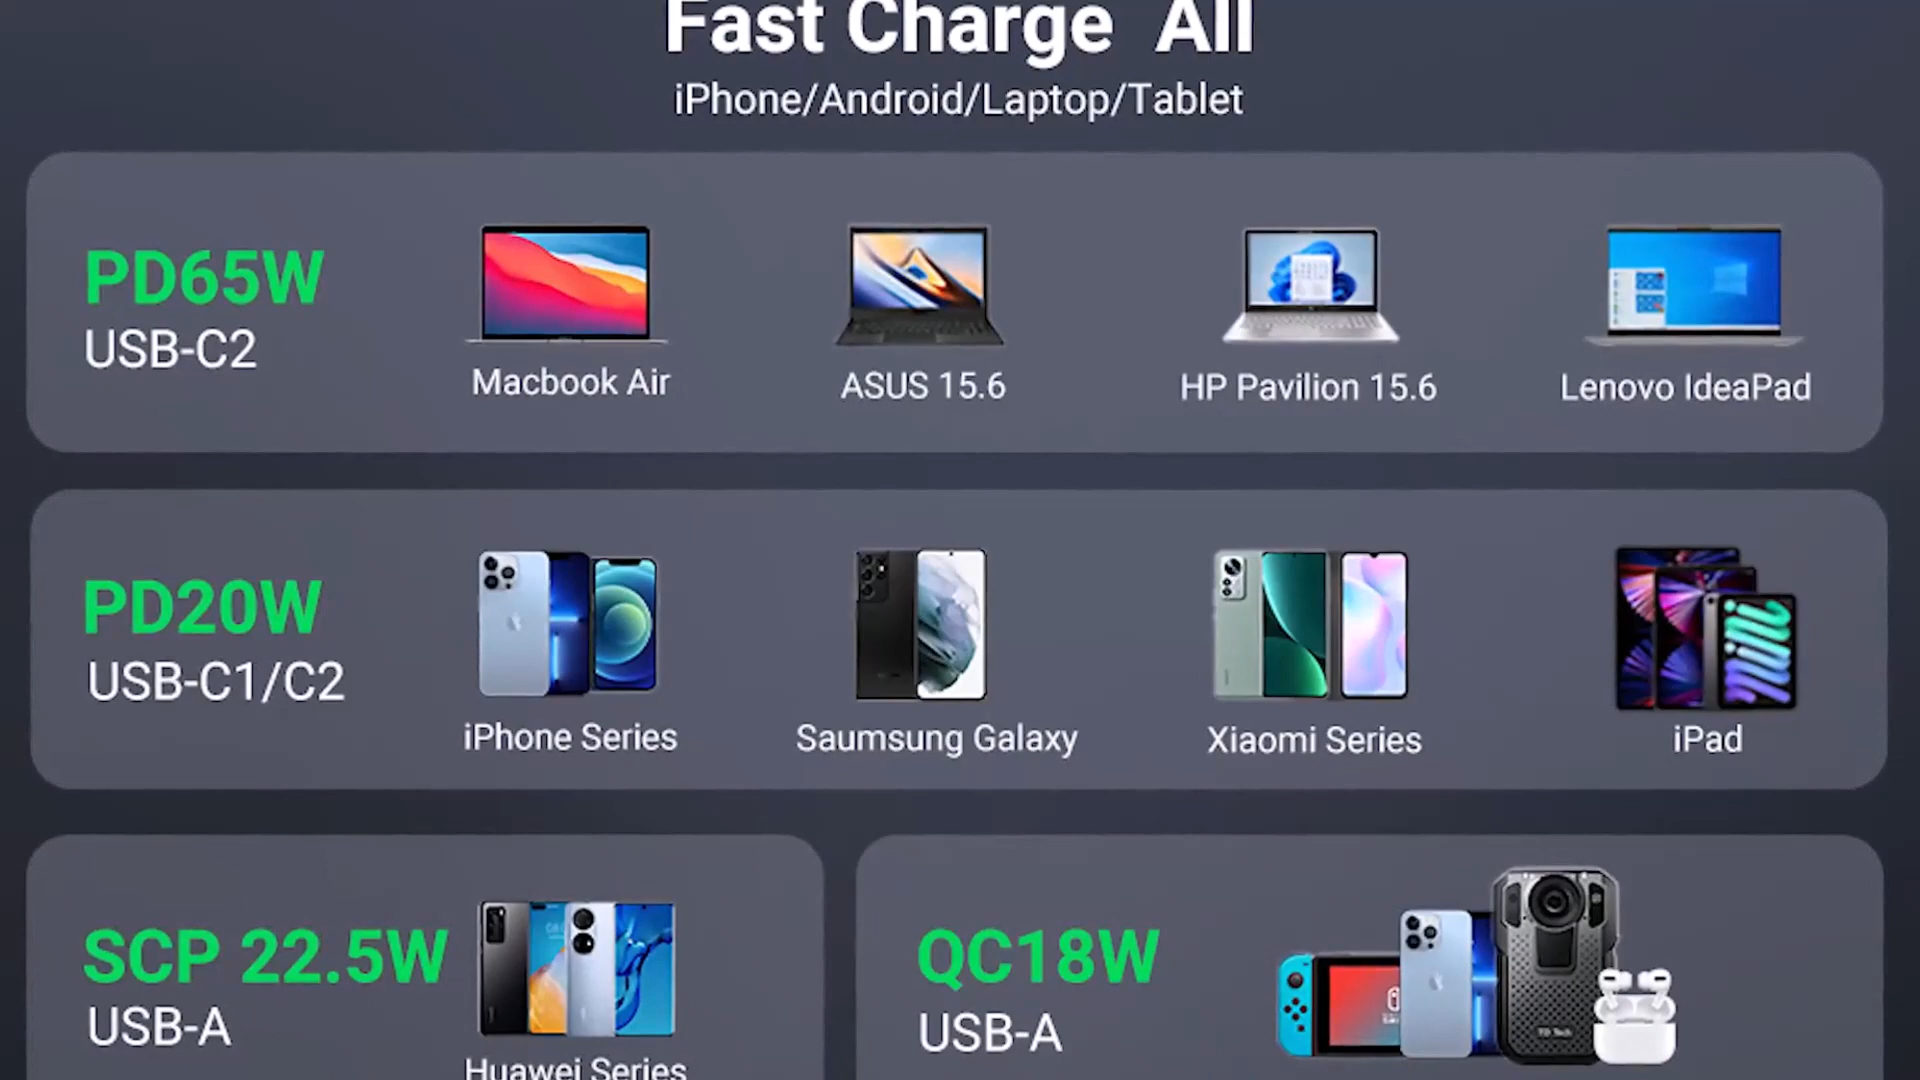 Fast Charge All
iPhone/Android/Laptop/Tablet
PD65W
USB-C2
Macbook Air
ASUS 15.6
HP Pavilion 15.6
Lenovo IdeaPad
PD20W
USB-C1/C2
iPhone Series
Saumsung Galaxy
Xiaomi Series
iPad
SCP 22.5W
USB-A
Huawei Series
QC18W
USB-A